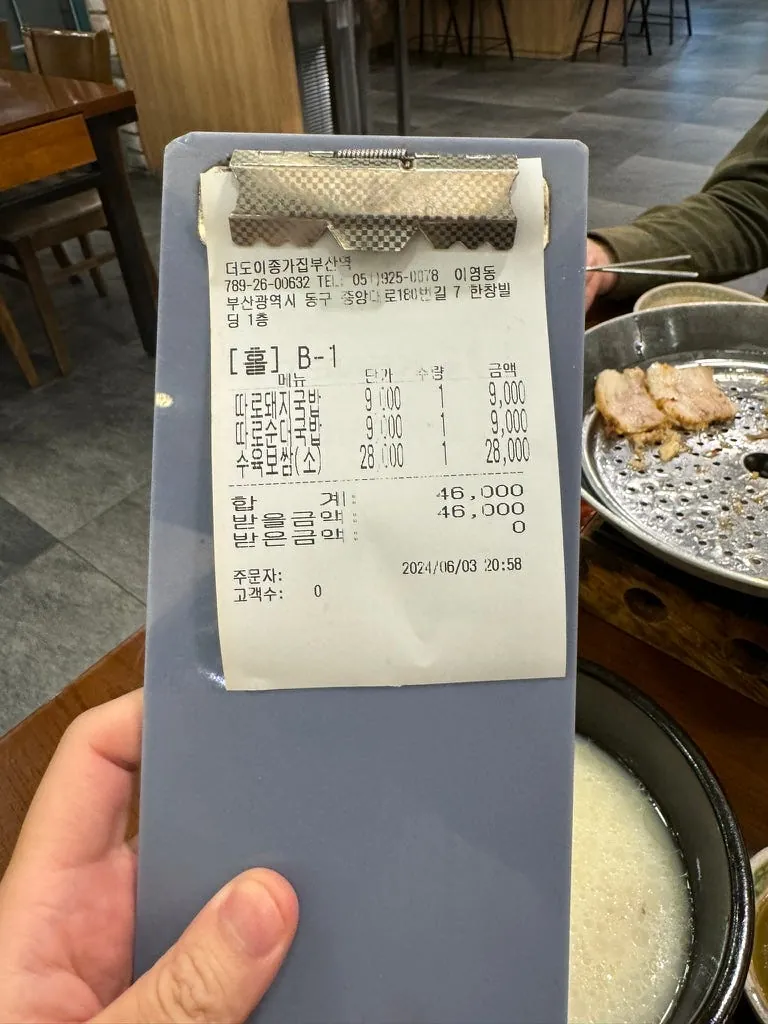 더도이종가집부산역
789-26-00632 TEL: 051)925-0078 이영동
부산광역시 동구 중앙대로180번길 7 한창빌
딩 1층
[홀] B-1
메뉴 단가 수량 금액
따로돼지국밥 9,000 1 9,000
따로순대국밥 9,000 1 9,000
수육보쌈(소) 28,000 1 28,000
합 계: 46,000
받을금액: 46,000
받은금액: 0
주문자: 2024/06/03 20:58
고객수: 0